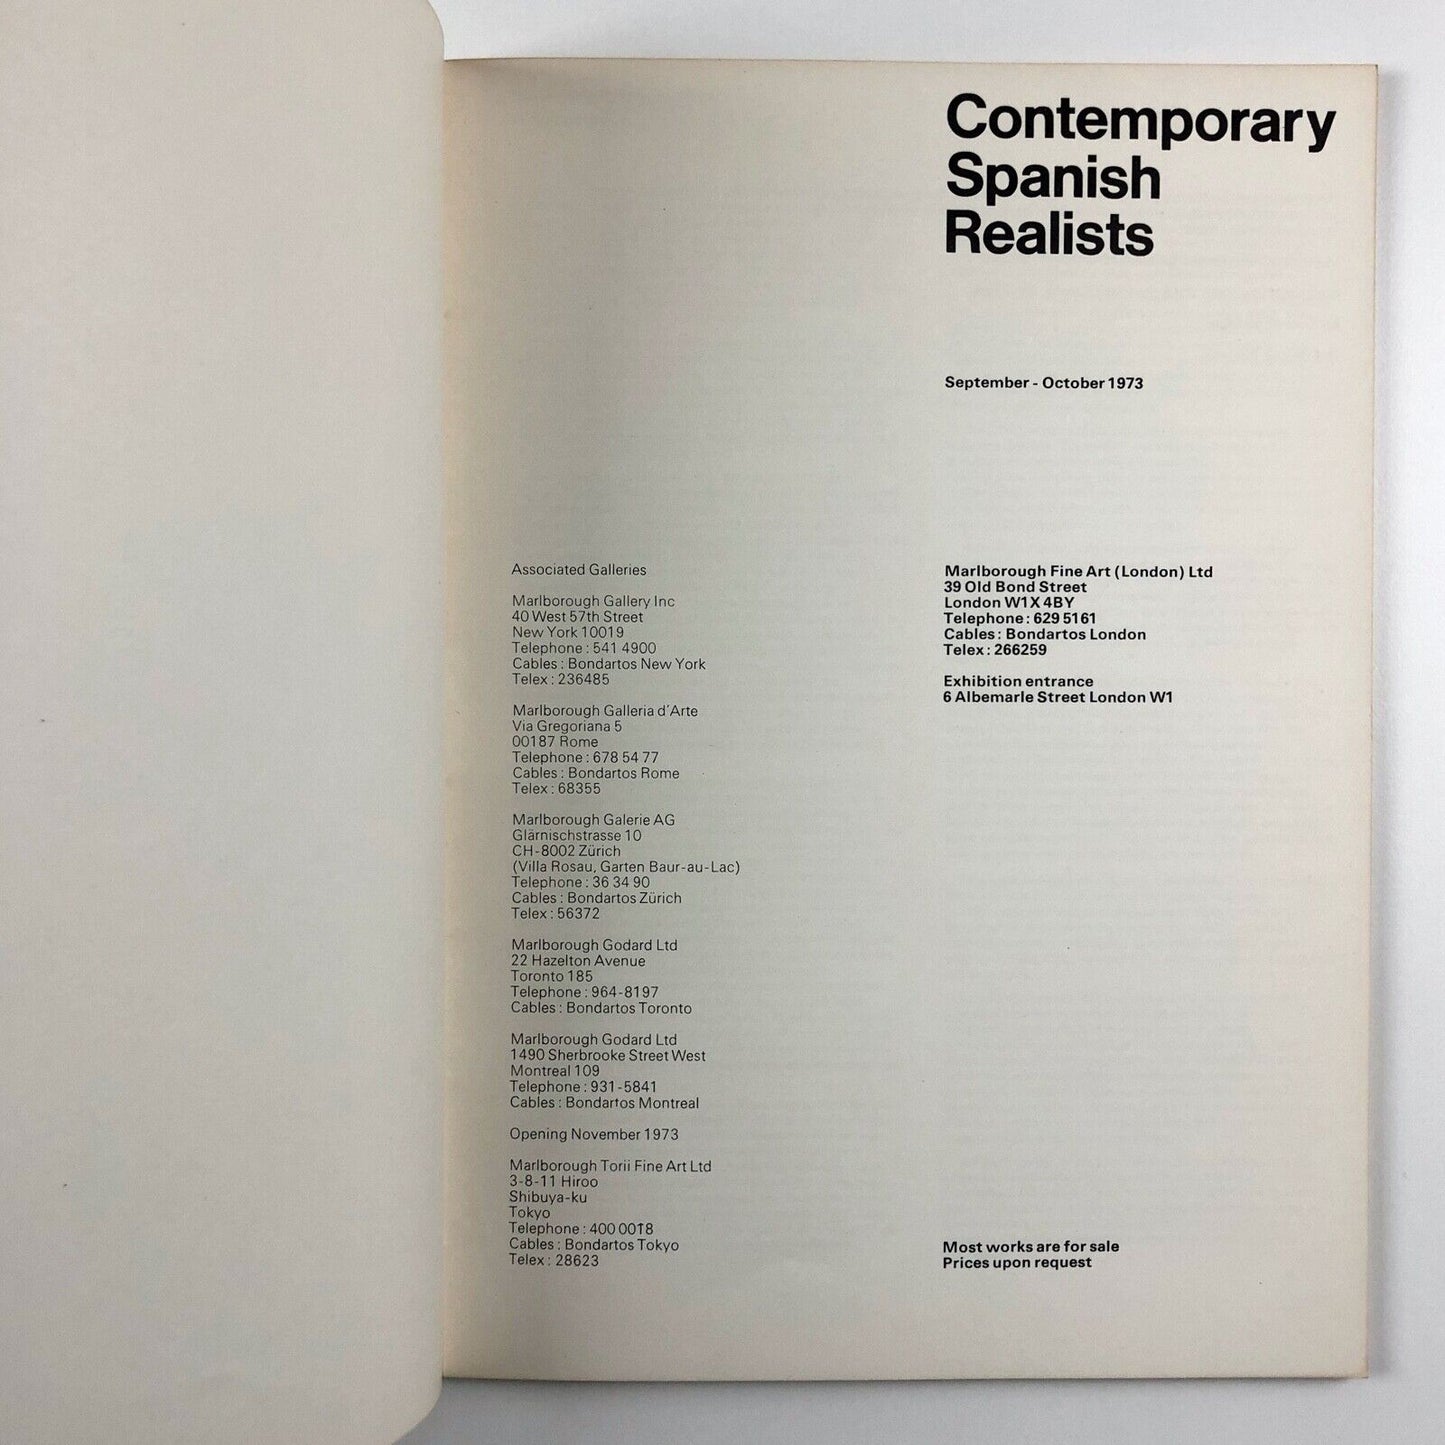 Contemporary
Spanish
Realists
September - October 1973
Associated Galleries
Marlborough Gallery Inc
40 West 57th Street
New York 10019
Telephone : 541 4900
Cables : Bondartos New York
Telex : 236485
Marlborough Galleria d'Arte
Via Gregoriana 5
00187 Rome
Telephone : 678 54 77
Cables : Bondartos Rome
Telex : 68355
Marlborough Galerie AG
Glärnischstrasse 10
CH-8002 Zürich
(Villa Rosau, Garten Baur-au-Lac)
Telephone : 36 34 90
Cables : Bondartos Zürich
Telex : 56372
Marlborough Godard Ltd
22 Hazelton Avenue
Toronto 185
Telephone : 964-8197
Cables : Bondartos Toronto
Marlborough Godard Ltd
1490 Sherbrooke Street West
Montreal 109
Telephone : 931-5841
Cables : Bondartos Montreal
Opening November 1973
Marlborough Torii Fine Art Ltd
3-8-11 Hiroo
Shibuya-ku
Tokyo
Telephone : 400 0018
Cables : Bondartos Tokyo
Telex : 28623
Marlborough Fine Art (London) Ltd
39 Old Bond Street
London W1X 4BY
Telephone : 629 5161
Cables : Bondartos London
Telex : 266259
Exhibition entrance
6 Albemarle Street London W1
Most works are for sale
Prices upon request